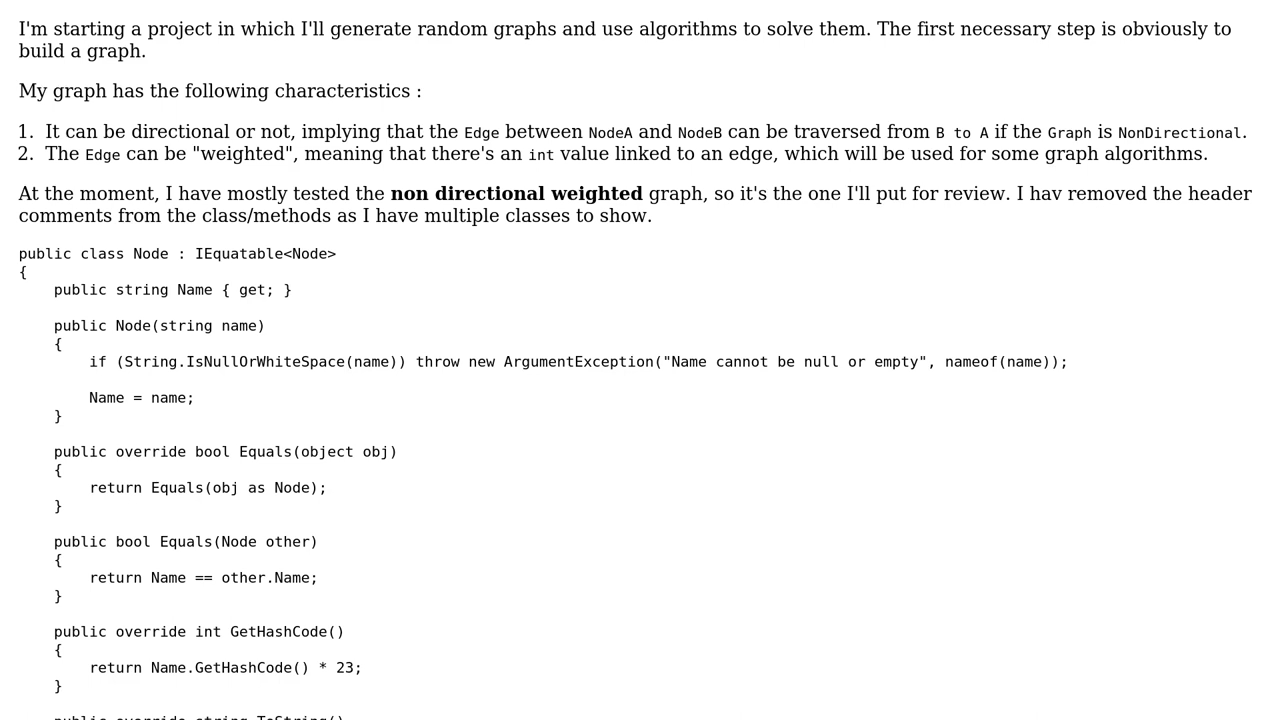 I'm starting a project in which I'll generate random graphs and use algorithms to solve them. The first necessary step is obviously to
build a graph.
My graph has the following characteristics :
1. It can be directional or not, implying that the Edge between NodeA and NodeB can be traversed from B to A if the Graph is NonDirectional.
2. The Edge can be "weighted", meaning that there's an int value linked to an edge, which will be used for some graph algorithms.
At the moment, I have mostly tested the non directional weighted graph, so it's the one I'll put for review. I hav removed the header
comments from the class/methods as I have multiple classes to show.
public class Node : IEquatable<Node>
{
    public string Name { get; }
    public Node(string name)
    {
        if (String.IsNullOrWhiteSpace(name)) throw new ArgumentException("Name cannot be null or empty", nameof(name));
        Name = name;
    }
    public override bool Equals(object obj)
    {
        return Equals(obj as Node);
    }
    public bool Equals(Node other)
    {
        return Name == other.Name;
    }
    public override int GetHashCode()
    {
        return Name.GetHashCode() * 23;
    }
    public override string ToString()